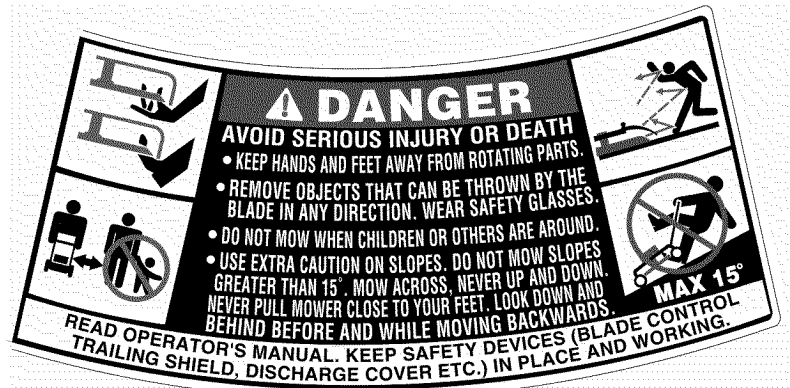 DANGER
AVOID SERIOUS INJURY OR DEATH
• KEEP HANDS AND FEET AWAY FROM ROTATING PARTS.
• REMOVE OBJECTS THAT CAN BE THROWN BY THE
BLADE IN ANY DIRECTION. WEAR SAFETY GLASSES.
• DO NOT MOW WHEN CHILDREN OR OTHERS ARE AROUND.
• USE EXTRA CAUTION ON SLOPES. DO NOT MOW SLOPES
GREATER THAN 15°. MOW ACROSS, NEVER UP AND DOWN.
NEVER PULL MOWER CLOSE TO YOUR FEET. LOOK DOWN AND
BEHIND BEFORE AND WHILE MOVING BACKWARDS.
MAX 15°
READ OPERATOR'S MANUAL. KEEP SAFETY DEVICES (BLADE CONTROL
TRAILING SHIELD, DISCHARGE COVER ETC.) IN PLACE AND WORKING.